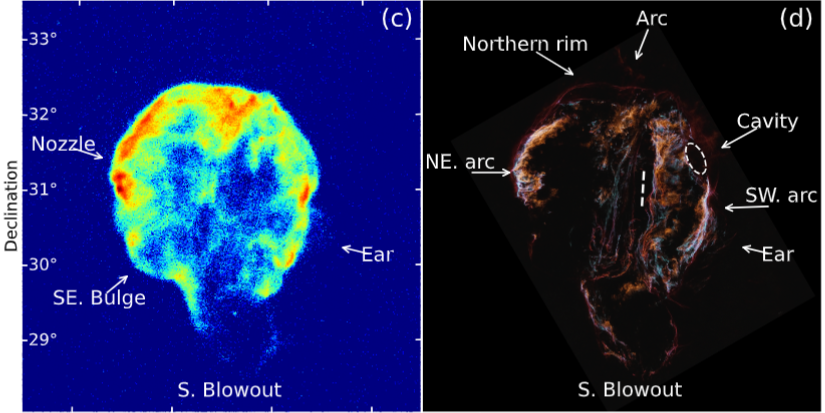 (c)
33°
32°
Nozzle
31°
Declination
30°
Ear
SE. Bulge
29°
S. Blowout
(d)
Arc
Northern rim
Cavity
NE. arc
SW. arc
Ear
S. Blowout